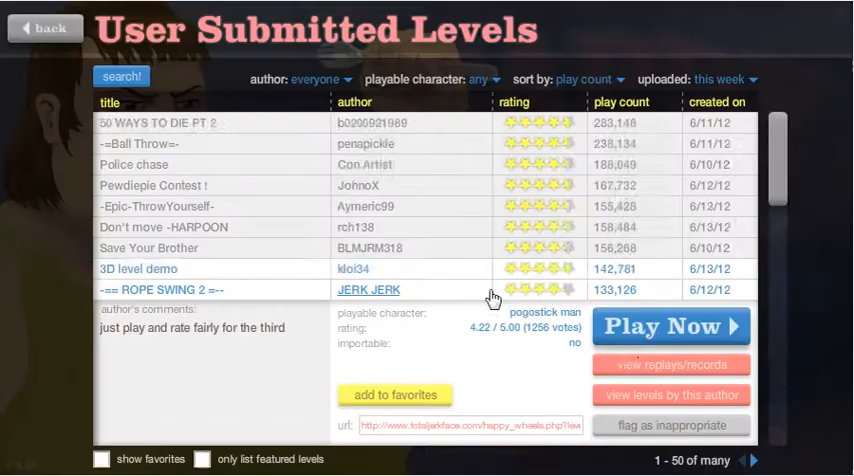 back
User Submitted Levels
search!
author: everyone playable character: any sort by: play count uploaded: this week
title author rating play count created on
50 WAYS TO DIE PT 2 b0200921989 283,148 6/11/12
-=Ball Throw=- penapickle 238,134 6/11/12
Police chase Con Artist 186,049 6/10/12
Pewdiepie Contest ! JohnoX 167,732 6/12/12
-Epic-ThrowYourself- Aymeric99 155,428 6/12/12
Don't move -HARPOON rch138 158,484 6/13/12
Save Your Brother BLMJRM318 156,268 6/10/12
3D level demo kloi34 142,781 6/13/12
-== ROPE SWING 2 =-- JERK JERK 133,126 6/12/12
author's comments:
just play and rate fairly for the third
playable character: pogostick man
rating: 4.22 / 5.00 (1256 votes)
importable: no
add to favorites
url: http://www.totaljerkface.com/happy_wheels.php?lev
Play Now
view replays/records
view levels by this author
flag as inappropriate
show favorites only list featured levels
1 - 50 of many